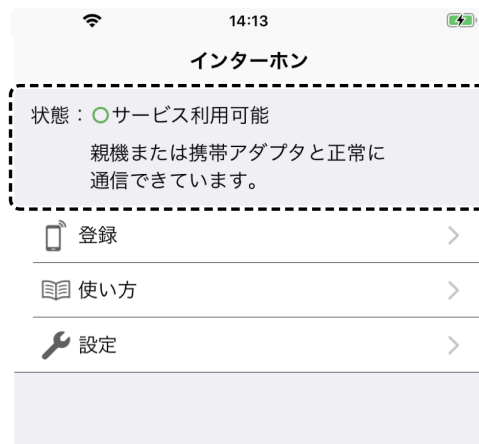 14:13
インターホン
状態：○サービス利用可能
親機または携帯アダプタと正常に
通信できています。
登録
使い方
設定